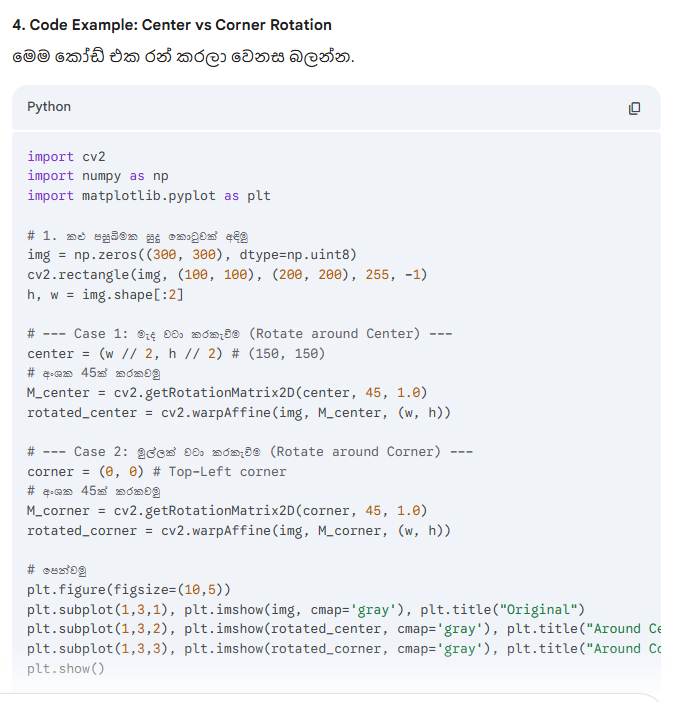 4. Code Example: Center vs Corner Rotation
මෙම කෝඩ් එක රන් කරලා වෙනස බලන්න.
Python
import cv2
import numpy as np
import matplotlib.pyplot as plt
# 1. කළු පසුබිමක සුදු කොටුවක් අඳිමු
img = np.zeros((300, 300), dtype=np.uint8)
cv2.rectangle(img, (100, 100), (200, 200), 255, -1)
h, w = img.shape[:2]
# --- Case 1: මැද වටා කරකැවීම (Rotate around Center) ---
center = (w // 2, h // 2) # (150, 150)
# අංශක 45ක් කරකවමු
M_center = cv2.getRotationMatrix2D(center, 45, 1.0)
rotated_center = cv2.warpAffine(img, M_center, (w, h))
# --- Case 2: මුල්ලක් වටා කරකැවීම (Rotate around Corner) ---
corner = (0, 0) # Top-Left corner
# අංශක 45ක් කරකවමු
M_corner = cv2.getRotationMatrix2D(corner, 45, 1.0)
rotated_corner = cv2.warpAffine(img, M_corner, (w, h))
# පෙන්වමු
plt.figure(figsize=(10,5))
plt.subplot(1,3,1), plt.imshow(img, cmap='gray'), plt.title("Original")
plt.subplot(1,3,2), plt.imshow(rotated_center, cmap='gray'), plt.title("Around Ce
plt.subplot(1,3,3), plt.imshow(rotated_corner, cmap='gray'), plt.title("Around Co
plt.show()